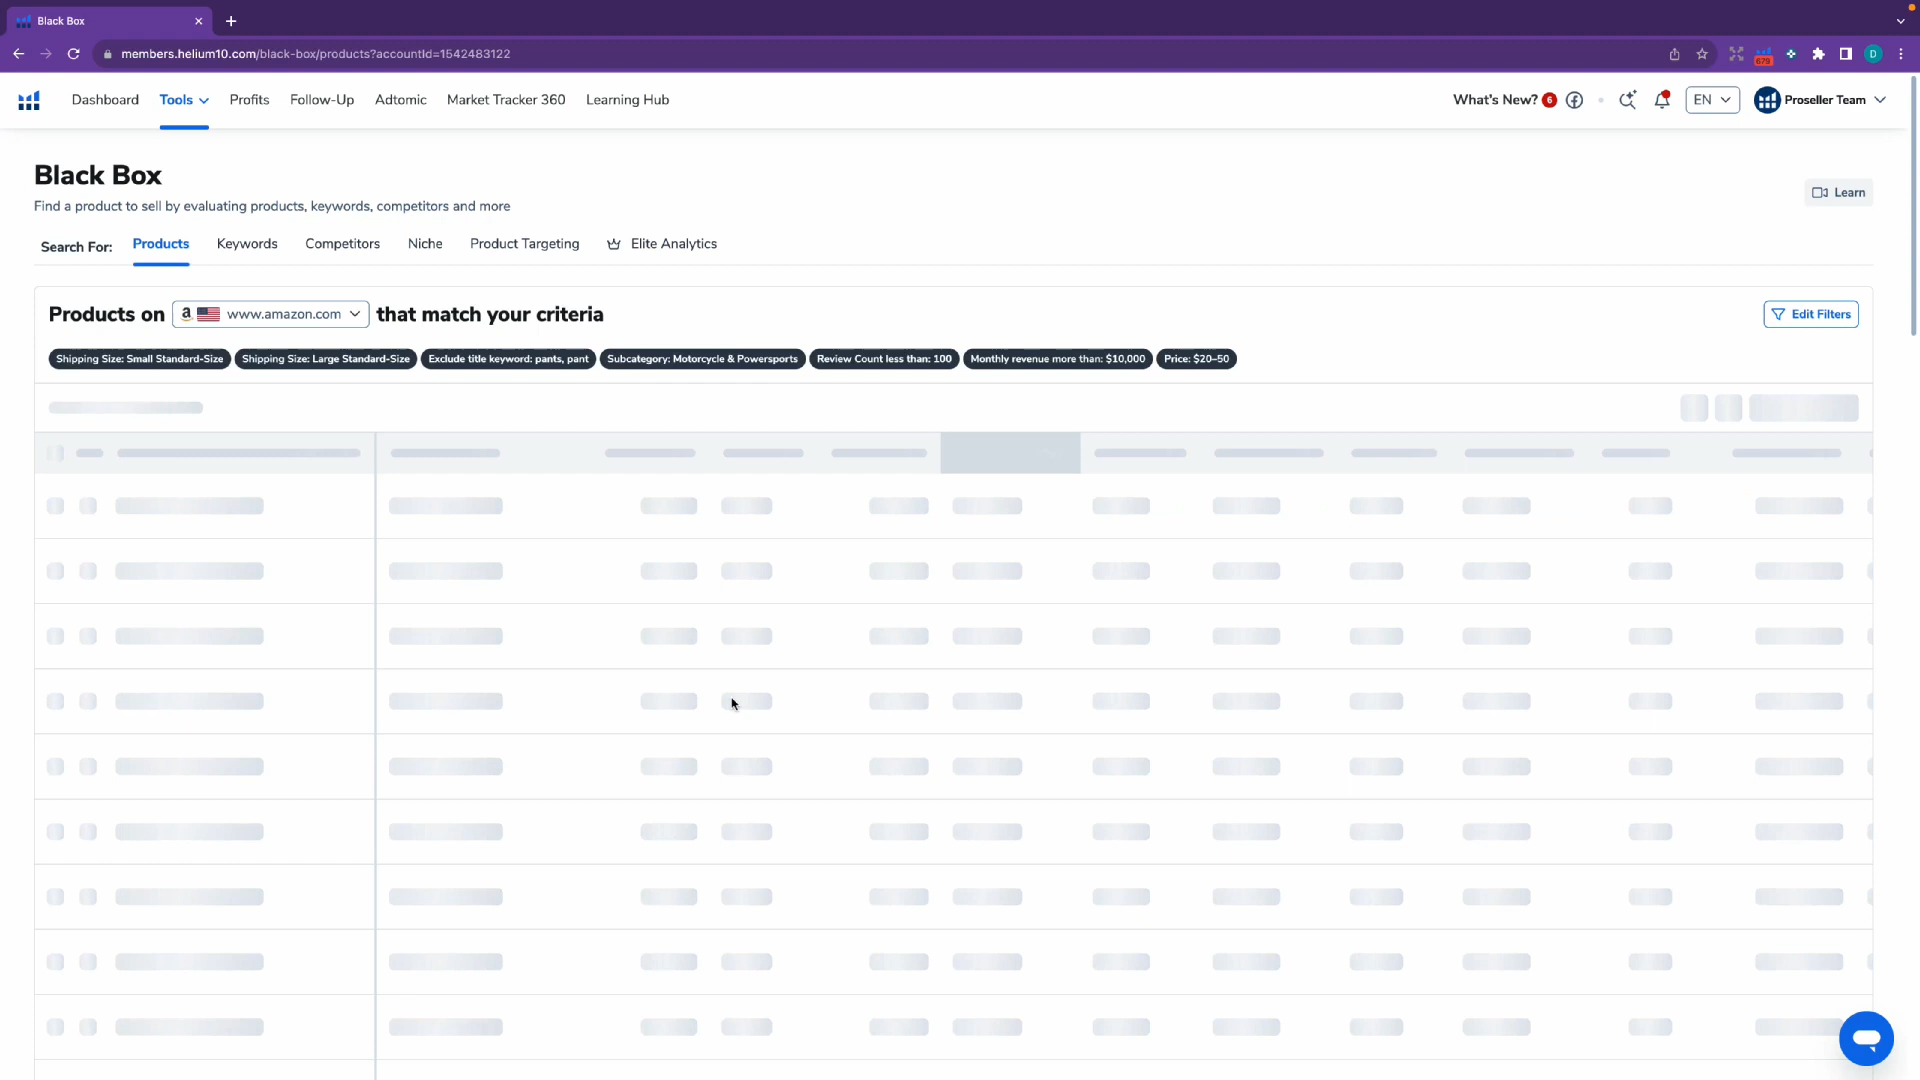 Black Box
members.helium10.com/black-box/products?accountId=1542483122
679
D
Dashboard Tools Profits Follow-Up Adtomic Market Tracker 360 Learning Hub
What's New? 6 EN Proseller Team
Black Box
Find a product to sell by evaluating products, keywords, competitors and more
Learn
Search For: Products Keywords Competitors Niche Product Targeting Elite Analytics
Products on a www.amazon.com that match your criteria
Edit Filters
Shipping Size: Small Standard-Size Shipping Size: Large Standard-Size Exclude title keyword: pants, pant Subcategory: Motorcycle & Powersports Review Count less than: 100 Monthly revenue more than: $10,000 Price: $20–50